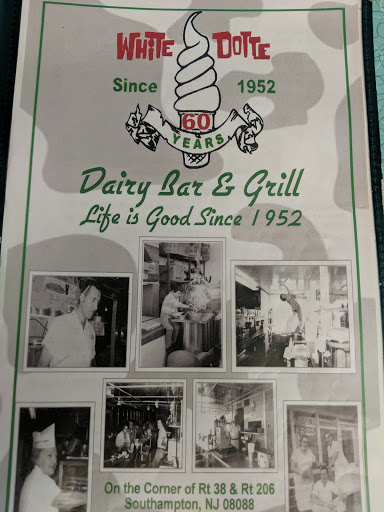 WHITE DOTTE
Since 1952
60
YEARS
Dairy Bar & Grill
Life is Good Since 1952
On the Corner of Rt 38 & Rt 206
Southampton, NJ 08088